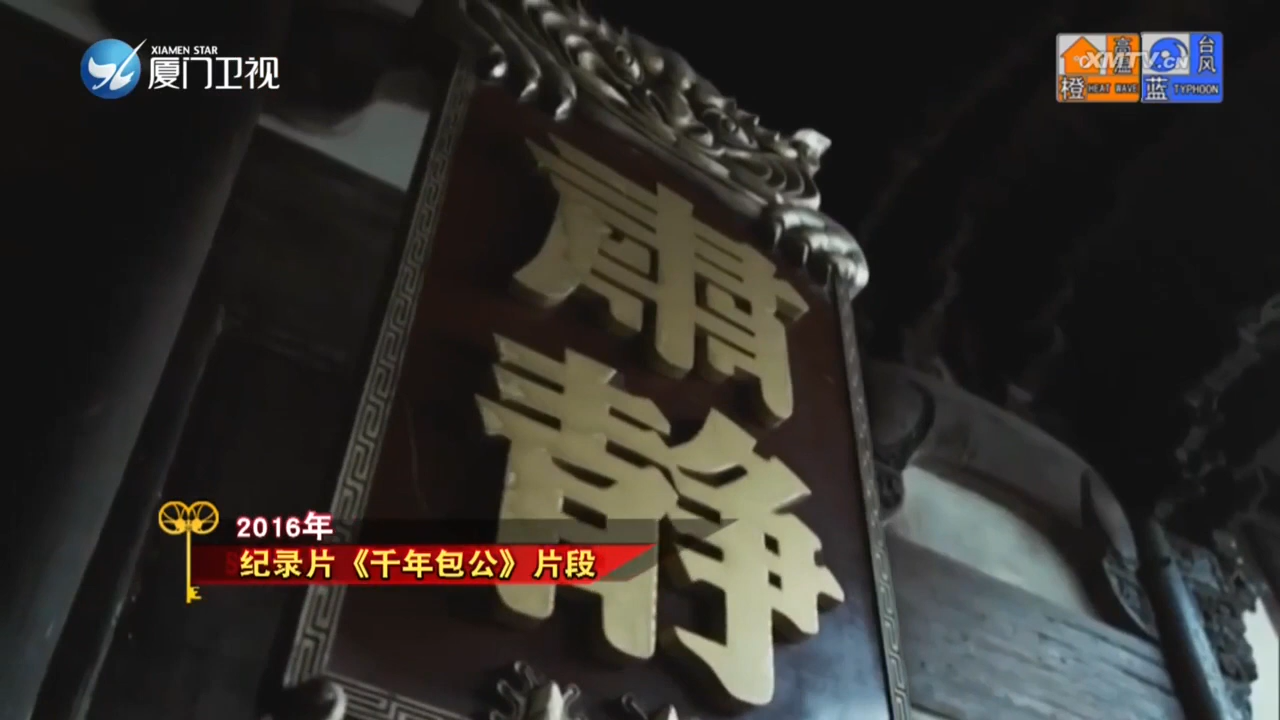 XIAMEN STAR
厦门卫视
高温
橙
HEAT WAVE
台风
蓝
TYPHOON
XMTV.CN
肃
静
2016年
纪录片《千年包公》片段